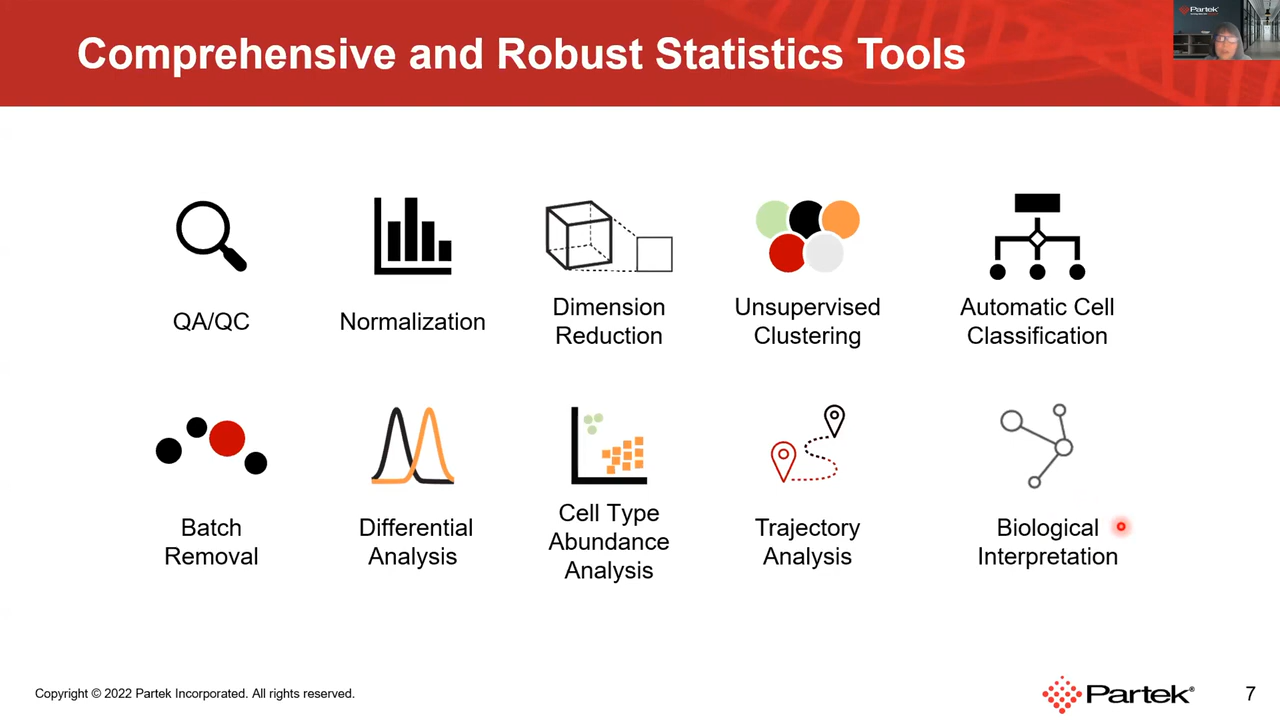 Comprehensive and Robust Statistics Tools
Partek
QA/QC
Normalization
Dimension
Reduction
Unsupervised
Clustering
Automatic Cell
Classification
Batch
Removal
Differential
Analysis
Cell Type
Abundance
Analysis
Trajectory
Analysis
Biological
Interpretation
Copyright © 2022 Partek Incorporated. All rights reserved.
Partek®
7